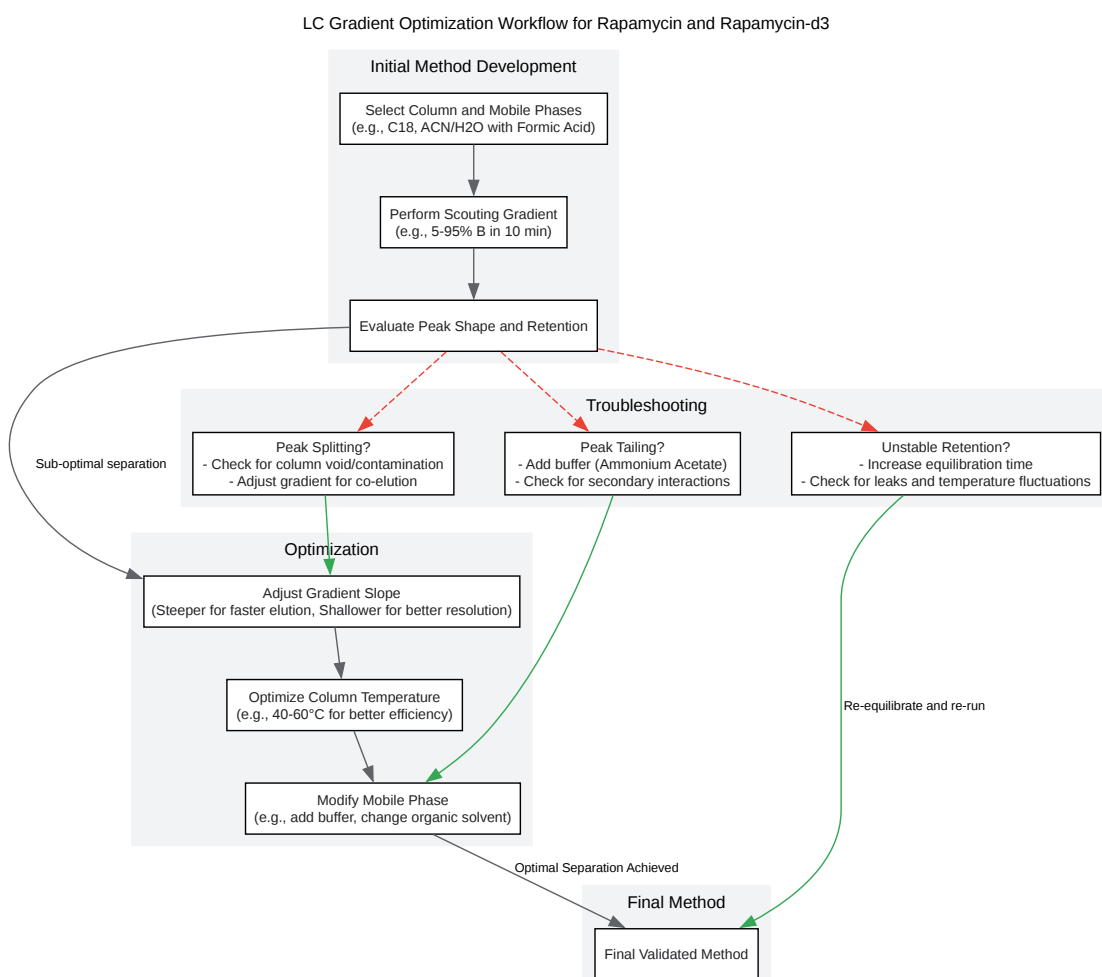 LC Gradient Optimization Workflow for Rapamycin and Rapamycin-d3
Initial Method Development
Select Column and Mobile Phases
(e.g., C18, ACN/H2O with Formic Acid)
Perform Scouting Gradient
(e.g., 5-95% B in 10 min)
Evaluate Peak Shape and Retention
Troubleshooting
Peak Splitting?
- Check for column void/contamination
- Adjust gradient for co-elution
Peak Tailing?
- Add buffer (Ammonium Acetate)
- Check for secondary interactions
Unstable Retention?
- Increase equilibration time
- Check for leaks and temperature fluctuations
Sub-optimal separation
Optimization
Adjust Gradient Slope
(Steeper for faster elution, Shallower for better resolution)
Optimize Column Temperature
(e.g., 40-60°C for better efficiency)
Re-equilibrate and re-run
Modify Mobile Phase
(e.g., add buffer, change organic solvent)
Optimal Separation Achieved
Final Method
Final Validated Method